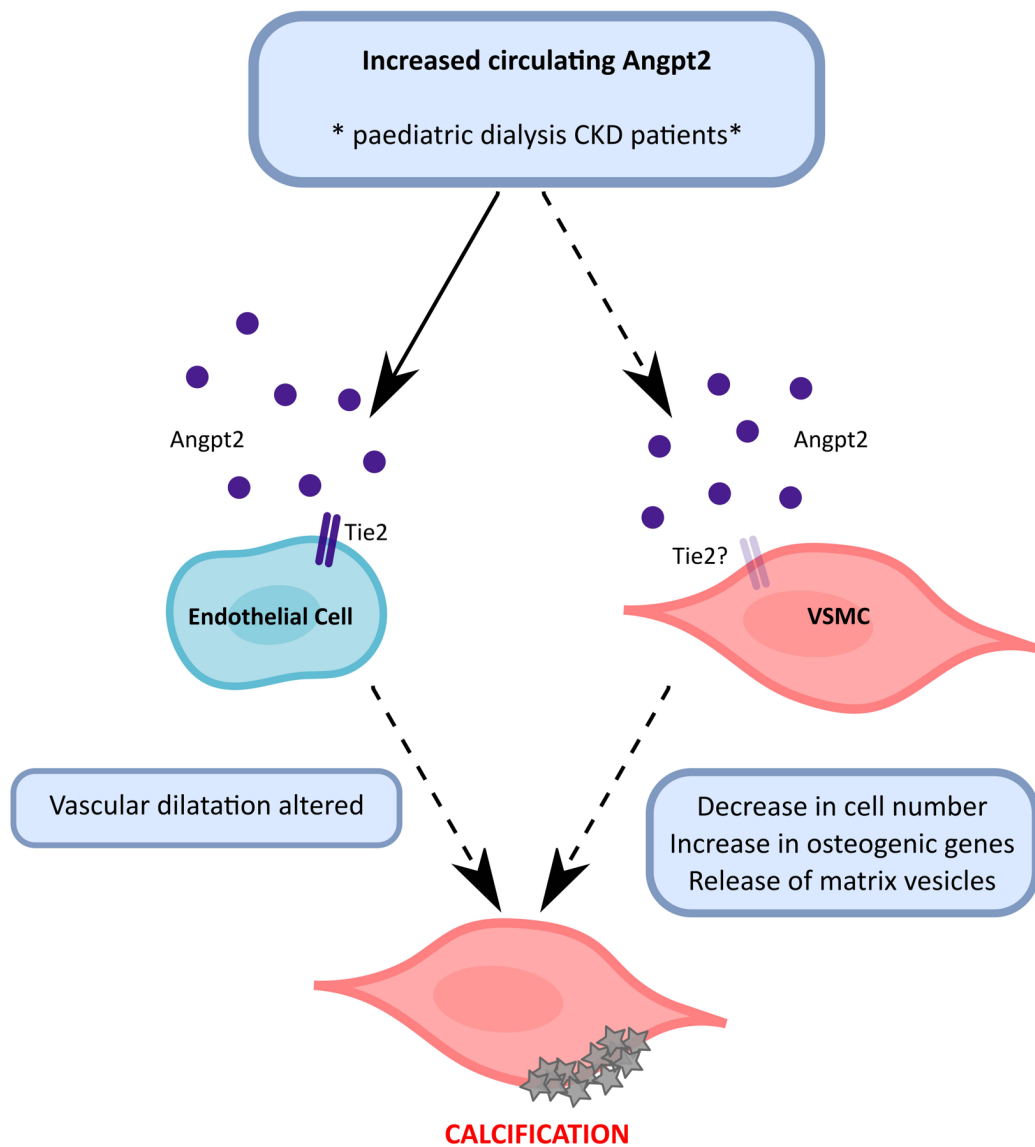 Increased circulating Angpt2
* paediatric dialysis CKD patients*
Angpt2
Angpt2
Tie2
Tie2?
Endothelial Cell
VSMC
Vascular dilatation altered
Decrease in cell number
Increase in osteogenic genes
Release of matrix vesicles
CALCIFICATION